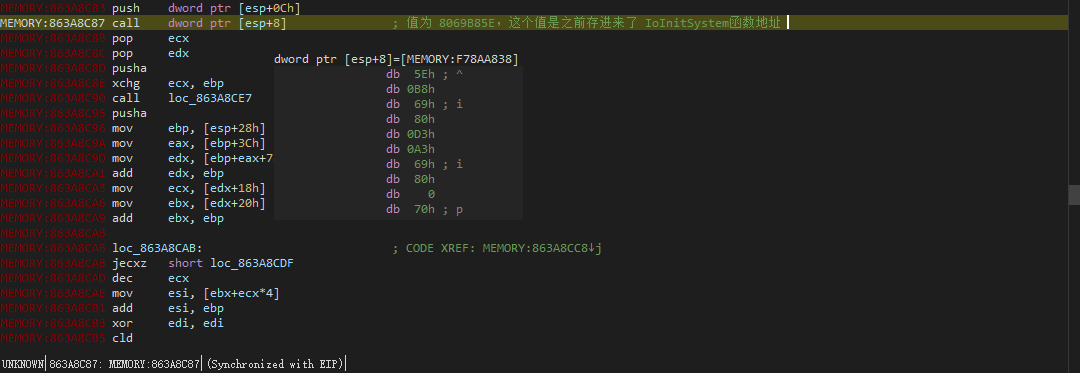 MEMORY:863A8C83 push dword ptr [esp+0Ch]
MEMORY:863A8C87 call dword ptr [esp+8] ; 值为 8069B85E，这个值是之前存进来了 IoInitSystem函数地址
MEMORY:863A8C8B pop ecx
MEMORY:863A8C8C pop edx
MEMORY:863A8C8D pusha
MEMORY:863A8C8E xchg ecx, ebp
MEMORY:863A8C90 call loc_863A8CE7
MEMORY:863A8C95 pusha
MEMORY:863A8C96 mov ebp, [esp+28h]
MEMORY:863A8C9A mov eax, [ebp+3Ch]
MEMORY:863A8C9D mov edx, [ebp+eax+7
MEMORY:863A8CA1 add edx, ebp
MEMORY:863A8CA3 mov ecx, [edx+18h]
MEMORY:863A8CA6 mov ebx, [edx+20h]
MEMORY:863A8CA9 add ebx, ebp
MEMORY:863A8CAB
MEMORY:863A8CAB loc_863A8CAB: ; CODE XREF: MEMORY:863A8CC8↓j
MEMORY:863A8CAB jecxz short loc_863A8CDF
MEMORY:863A8CAD dec ecx
MEMORY:863A8CAE mov esi, [ebx+ecx*4]
MEMORY:863A8CB1 add esi, ebp
MEMORY:863A8CB3 xor edi, edi
MEMORY:863A8CB5 cld
dword ptr [esp+8]=[MEMORY:F78AA838]
db 5Eh ; ^
db 0B8h
db 69h ; i
db 80h
db 0D3h
db 0A3h
db 69h ; i
db 80h
db 0
db 70h ; p
UNKNOWN 863A8C87: MEMORY:863A8C87 (Synchronized with EIP)